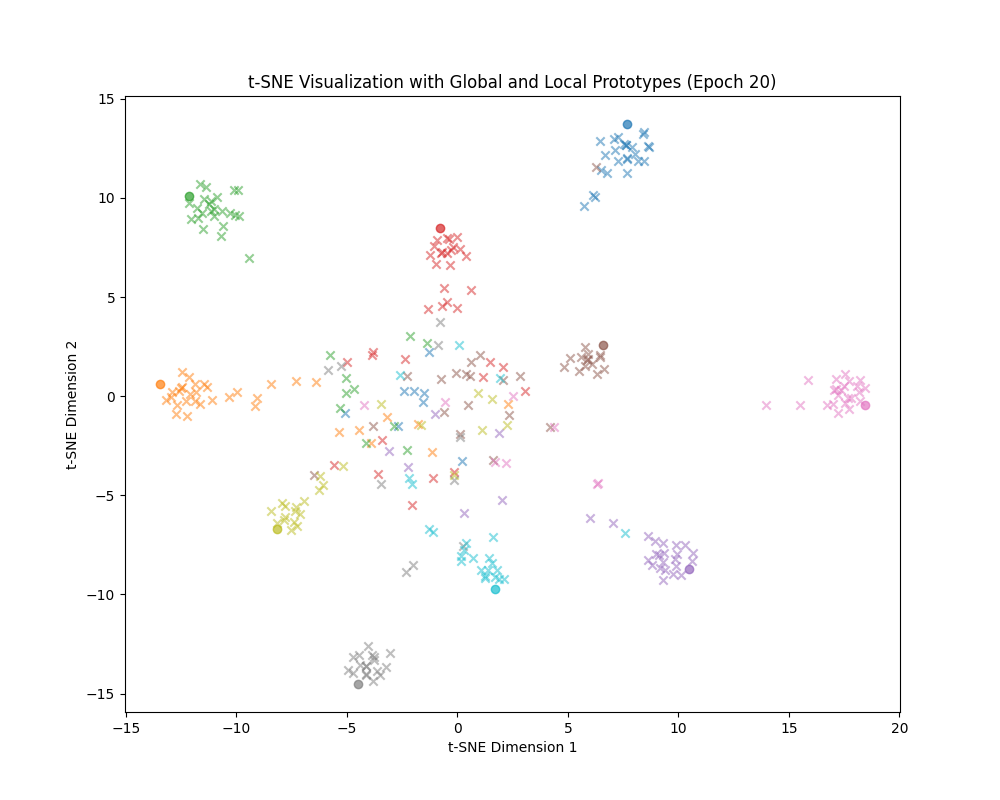 t-SNE Visualization with Global and Local Prototypes (Epoch 20)
15
10
5
0
−5
−10
−15
t-SNE Dimension 2
−15 −10 −5 0 5 10 15 20
t-SNE Dimension 1